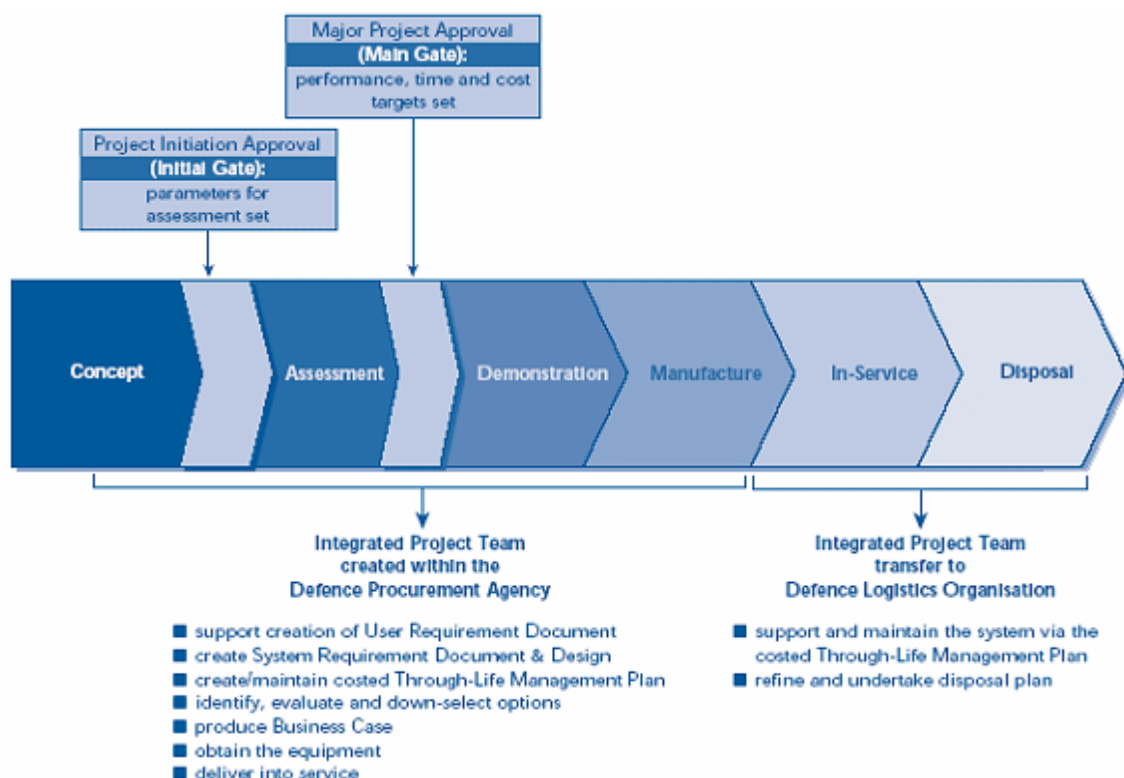 Major Project Approval
(Main Gate):
performance, time and cost
targets set
Project Initiation Approval
(Initial Gate):
parameters for
assessment set
Concept
Assessment
Demonstration
Manufacture
In-Service
Disposal
Integrated Project Team
created within the
Defence Procurement Agency
■ support creation of User Requirement Document
■ create System Requirement Document & Design
■ create/maintain costed Through-Life Management Plan
■ identify, evaluate and down-select options
■ produce Business Case
■ obtain the equipment
■ deliver into service
Integrated Project Team
transfer to
Defence Logistics Organisation
■ support and maintain the system via the
costed Through-Life Management Plan
■ refine and undertake disposal plan